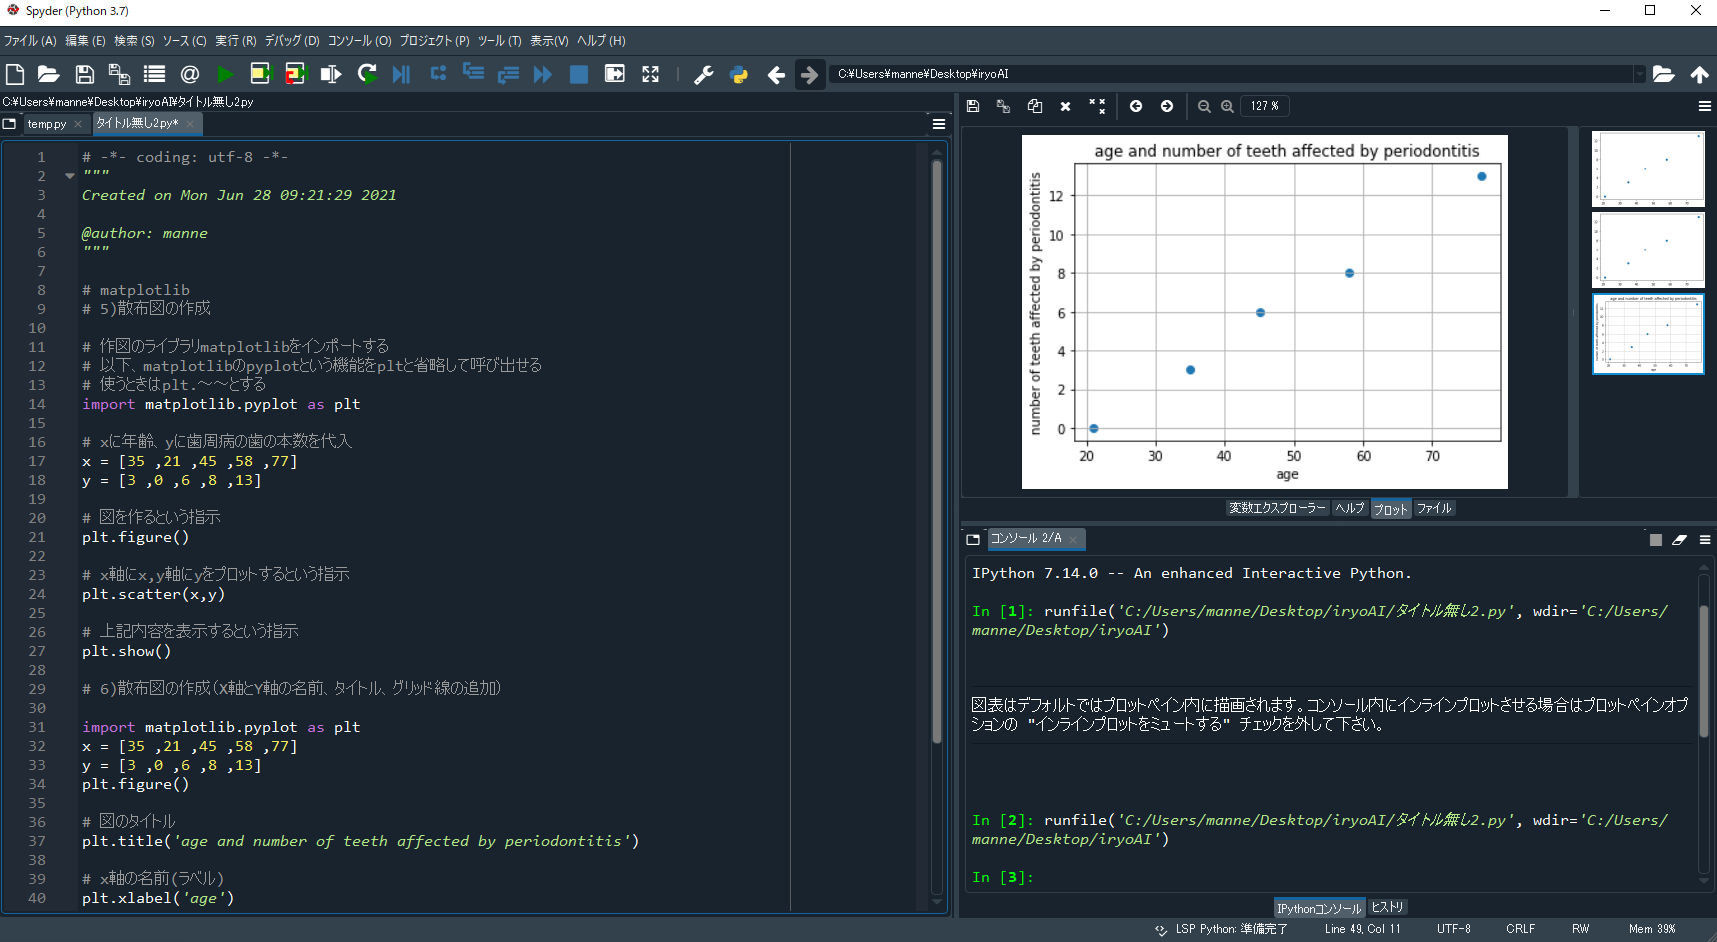 Spyder (Python 3.7)
ファイル (A) 編集 (E) 検索 (S) ソース (C) 実行 (R) デバッグ (D) コンソール (O) プロジェクト (P) ツール (T) 表示(V) ヘルプ (H)
C:¥Users¥manne¥Desktop¥iryoAI
C:¥Users¥manne¥Desktop¥iryoAI¥タイトル無し2.py
temp.py
タイトル無し2.py*
1 # -*- coding: utf-8 -*-
2 """
3 Created on Mon Jun 28 09:21:29 2021
4
5 @author: manne
6 """
7
8 # matplotlib
9 # 5)散布図の作成
10
11 # 作図のライブラリmatplotlibをインポートする
12 # 以下、matplotlibのpyplotという機能をpltと省略して呼び出せる
13 # 使うときはplt.～～とする
14 import matplotlib.pyplot as plt
15
16 # xに年齢、yに歯周病の歯の本数を代入
17 x = [35 ,21 ,45 ,58 ,77]
18 y = [3 ,0 ,6 ,8 ,13]
19
20 # 図を作るという指示
21 plt.figure()
22
23 # x軸にx,y軸にyをプロットするという指示
24 plt.scatter(x,y)
25
26 # 上記内容を表示するという指示
27 plt.show()
28
29 # 6)散布図の作成(X軸とY軸の名前、タイトル、グリッド線の追加)
30
31 import matplotlib.pyplot as plt
32 x = [35 ,21 ,45 ,58 ,77]
33 y = [3 ,0 ,6 ,8 ,13]
34 plt.figure()
35
36 # 図のタイトル
37 plt.title('age and number of teeth affected by periodontitis')
38
39 # x軸の名前(ラベル)
40 plt.xlabel('age')
127 %
age and number of teeth affected by periodontitis
number of teeth affected by periodontitis
12
10
8
6
4
2
0
20 30 40 50 60 70
age
変数エクスプローラー ヘルプ プロット ファイル
コンソール 2/A
IPython 7.14.0 -- An enhanced Interactive Python.
In [1]: runfile('C:/Users/manne/Desktop/iryoAI/タイトル無し2.py', wdir='C:/Users/
manne/Desktop/iryoAI')
図表はデフォルトではプロットペイン内に描画されます。コンソール内にインラインプロットさせる場合はプロットペインオプ
ションの "インラインプロットをミュートする" チェックを外して下さい。
In [2]: runfile('C:/Users/manne/Desktop/iryoAI/タイトル無し2.py', wdir='C:/Users/
manne/Desktop/iryoAI')
In [3]:
IPythonコンソール ヒストリ
LSP Python: 準備完了 Line 49, Col 11 UTF-8 CRLF RW Mem 39%